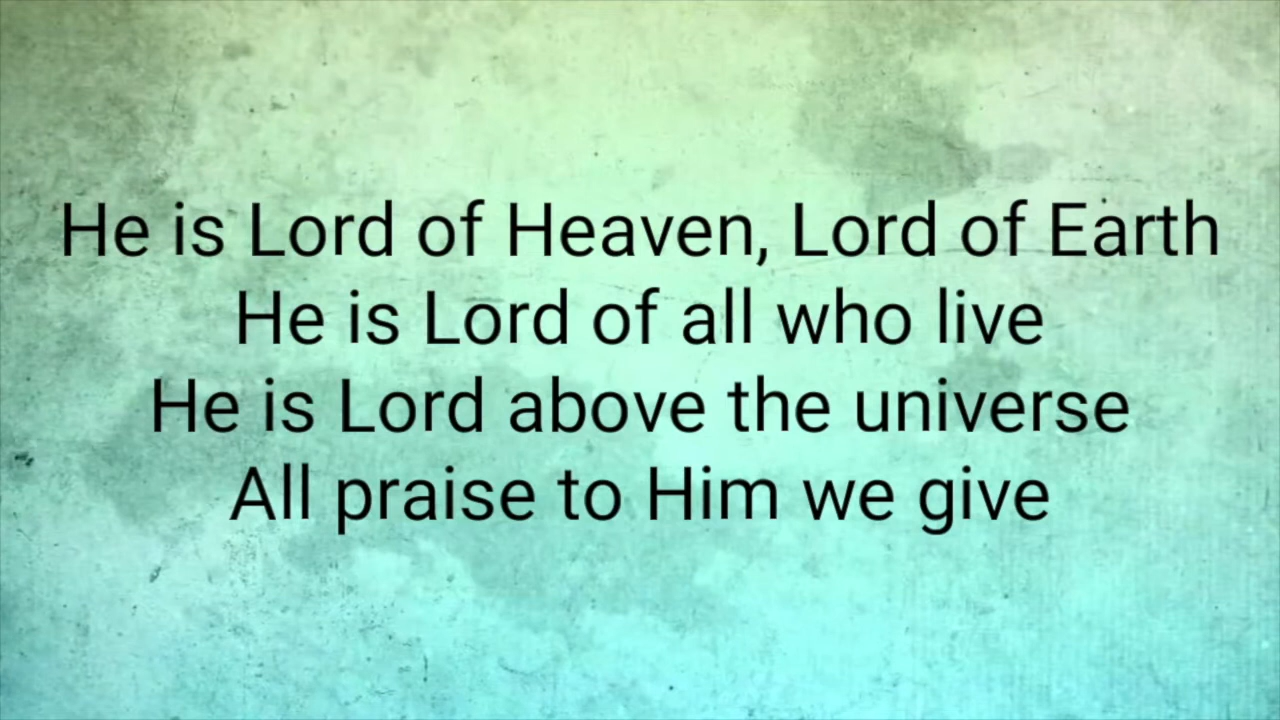 He is Lord of Heaven, Lord of Earth
He is Lord of all who live
He is Lord above the universe
All praise to Him we give